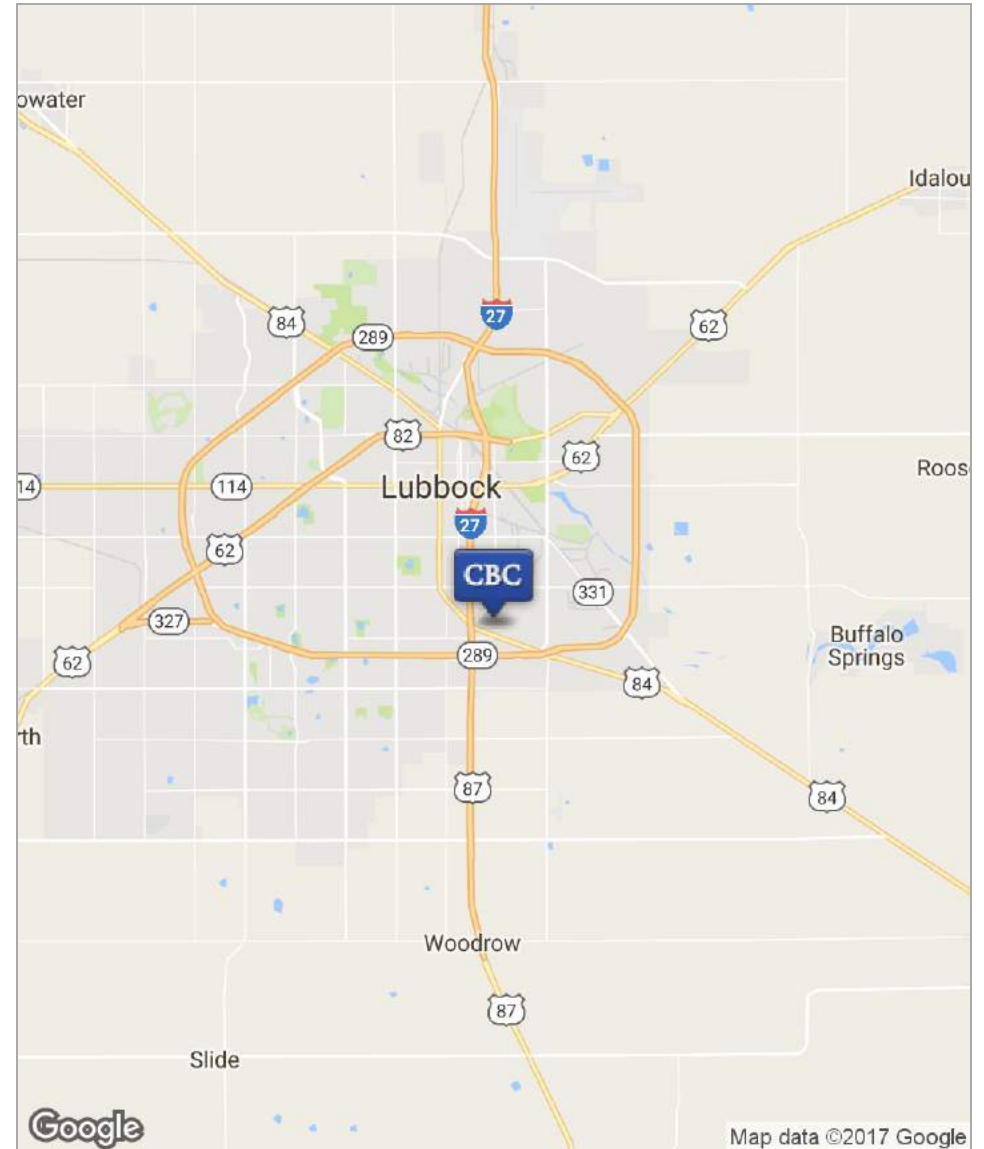 owater
Idalou
27
84
289
62
82
62
Roos
14
114
Lubbock
27
62
CBC
331
327
Buffalo
Springs
289
62
84
rth
87
84
Woodrow
87
Slide
Google
Map data ©2017 Google